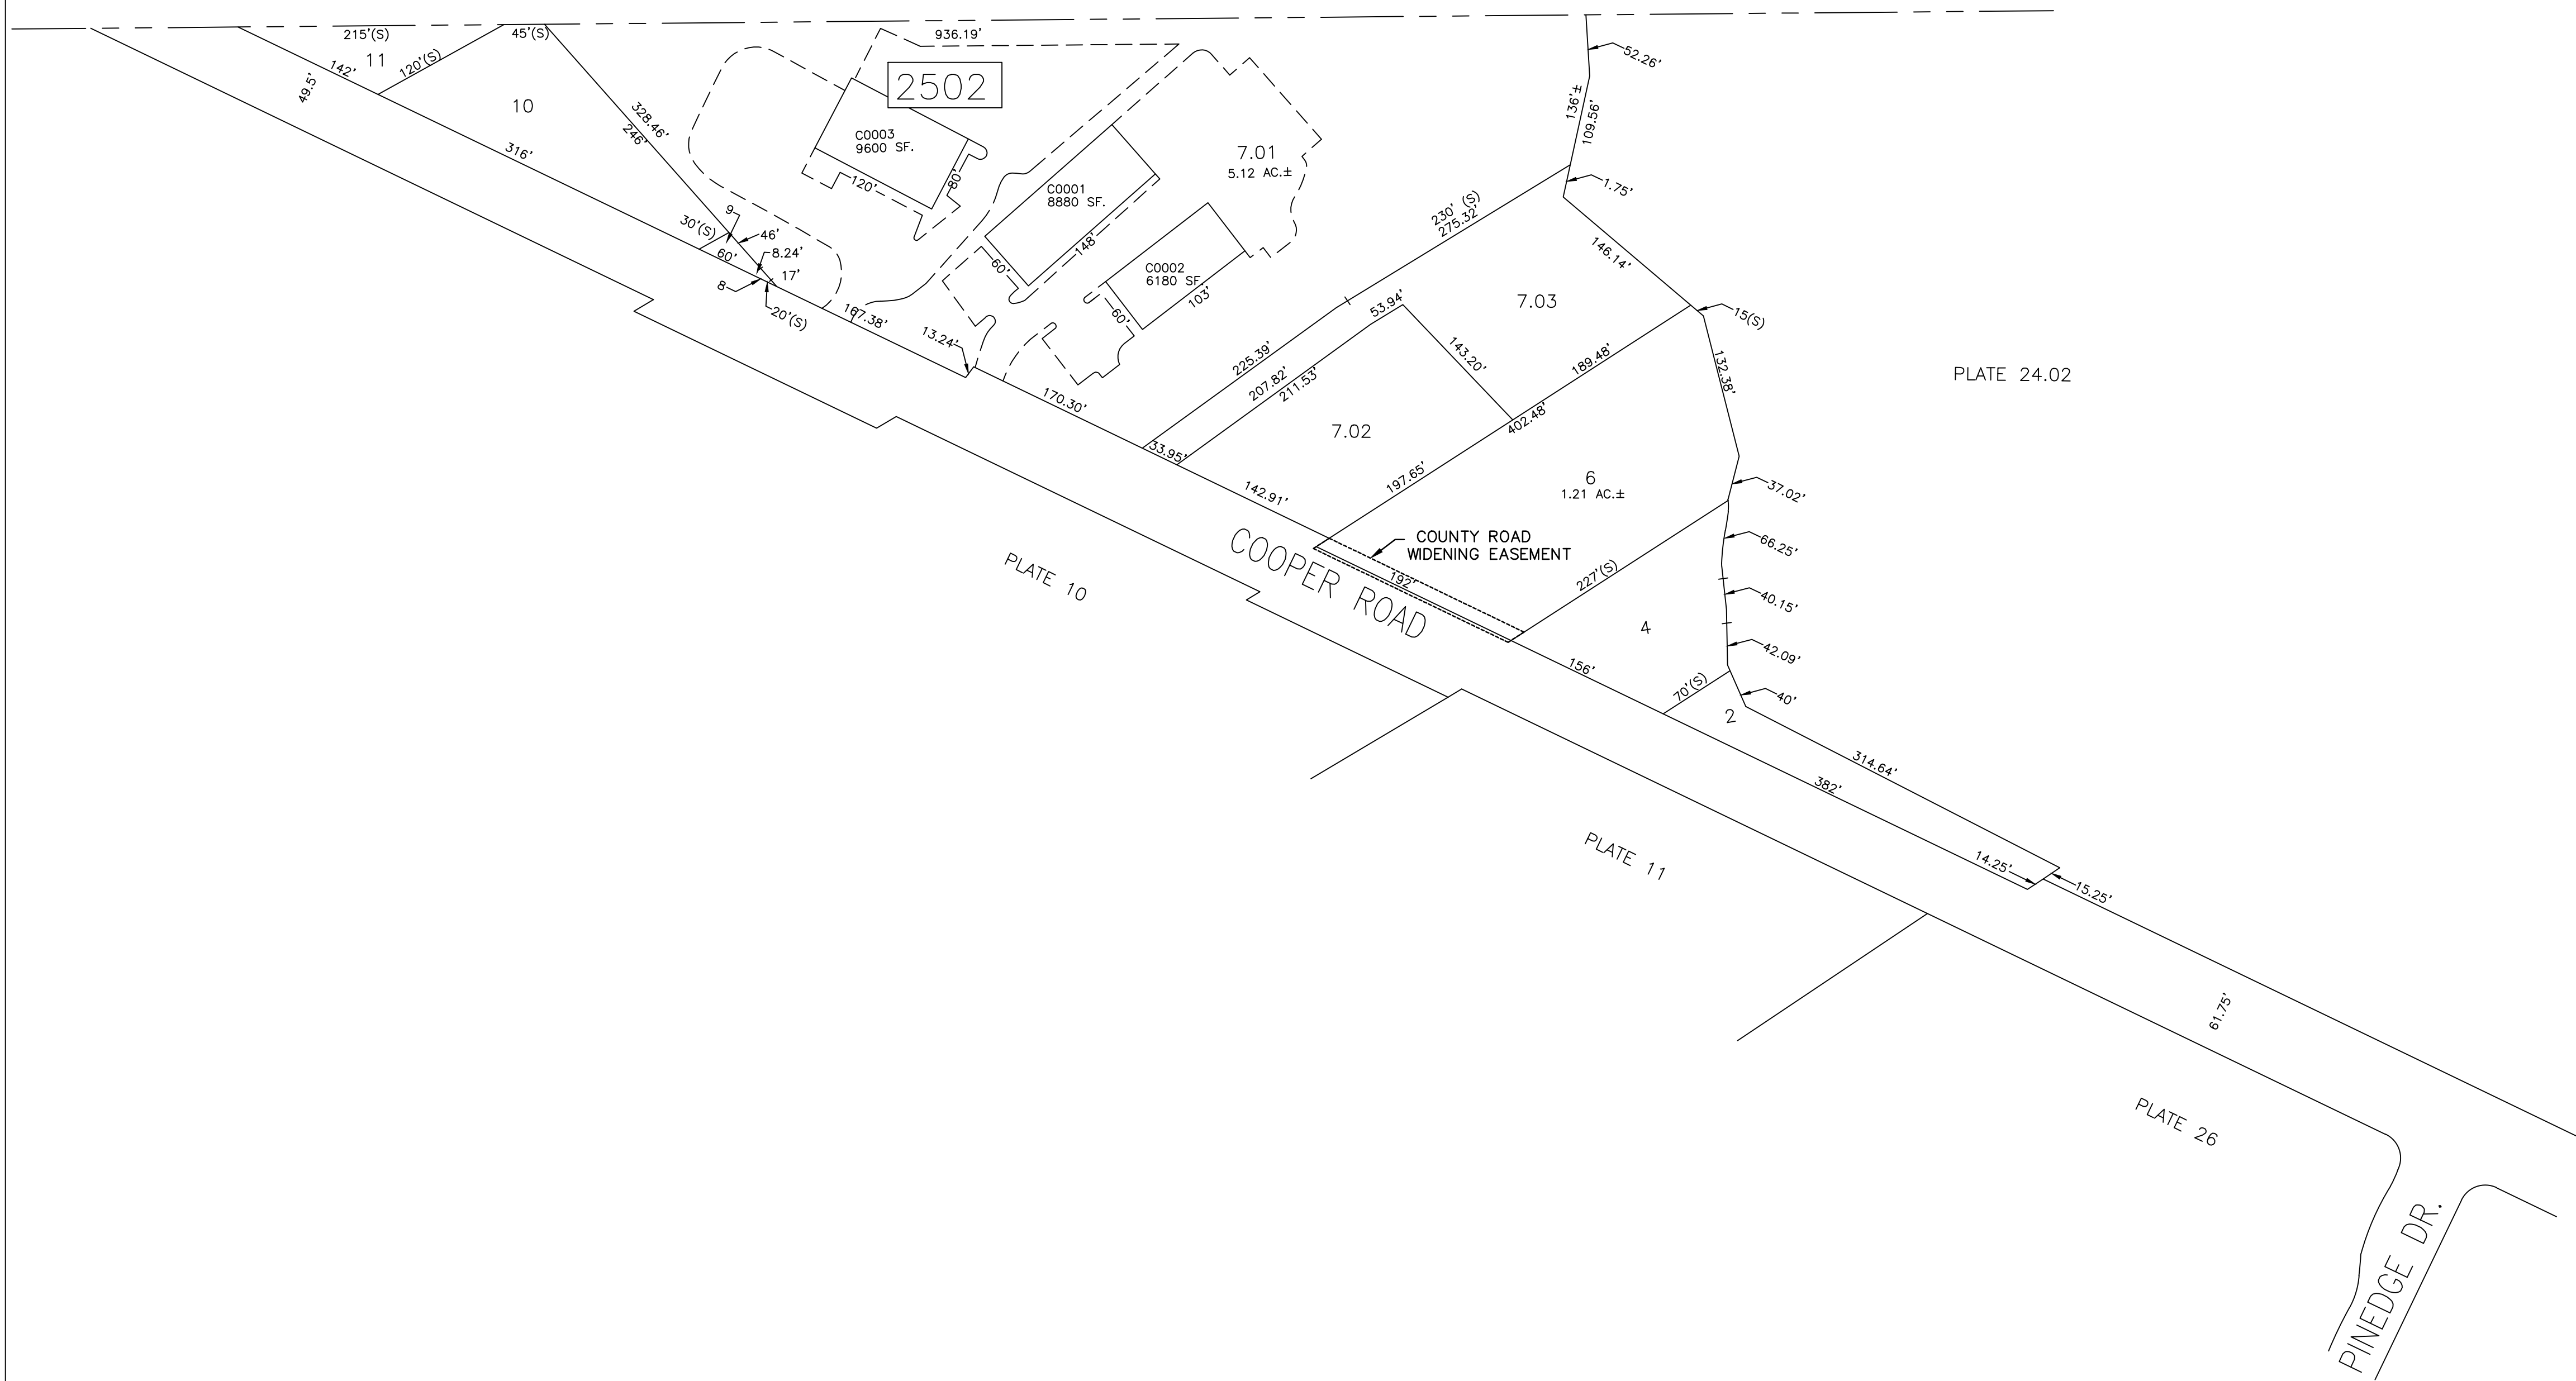 215'(S)
45'(S)
936.19'
11
142'
120'(S)
49.5'
10
2502
52.26'
136'±
109.56'
328.46'
246'
316'
C0003
9600 SF.
120'
80'
7.01
5.12 AC.±
C0001
8880 SF.
148'
60'
1.75'
230' (S)
275.32'
9
30'(S)
46'
60'
8.24'
17'
8
20'(S)
167.38'
13.24'
C0002
6180 SF.
103'
60'
146.14'
7.03
15(S)
53.94'
225.39'
207.82'
211.53'
143.20'
189.48'
132.38'
PLATE 24.02
170.30'
33.95'
7.02
402.48'
197.65'
142.91'
6
1.21 AC.±
37.02'
COUNTY ROAD
WIDENING EASEMENT
192'
COOPER ROAD
227'(S)
66.25'
40.15'
4
42.09'
156'
70'(S)
40'
2
PLATE 10
314.64'
382'
14.25'
15.25'
PLATE 11
61.75'
PLATE 26
PINEDGE DR.